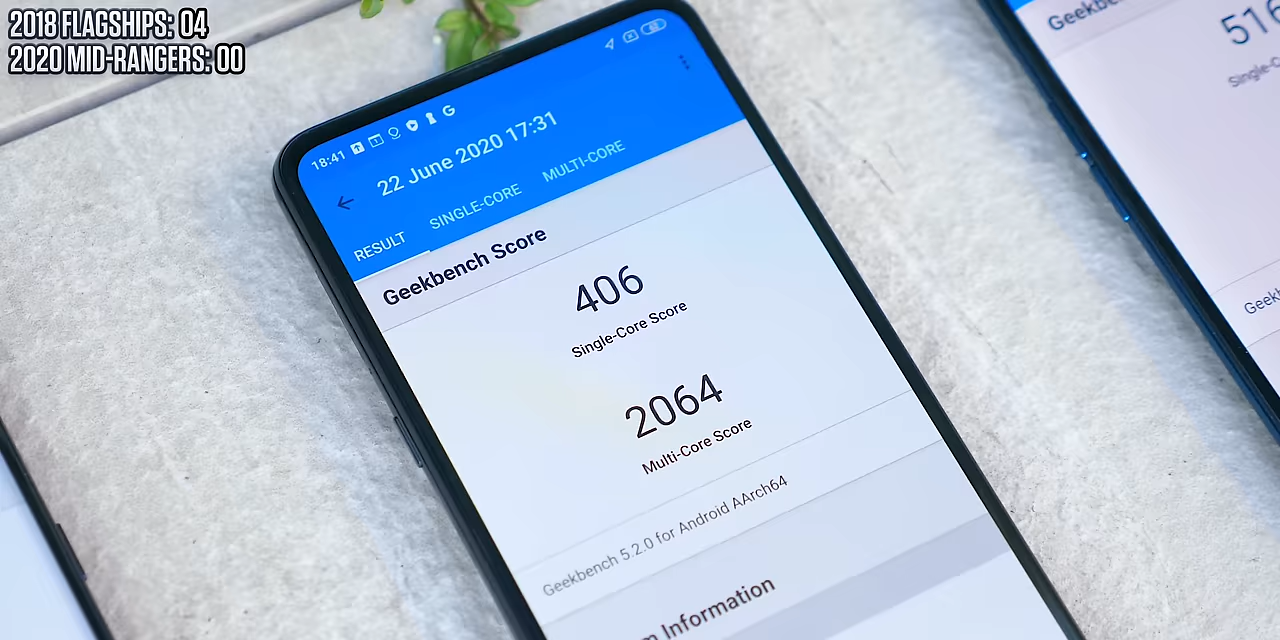 2018 FLAGSHIPS: 04
2020 MID-RANGERS: 00
18:41
22 June 2020 17:31
RESULT SINGLE-CORE MULTI-CORE
Geekbench Score
406
Single-Core Score
2064
Multi-Core Score
Geekbench 5.2.0 for Android AArch64
Information
516